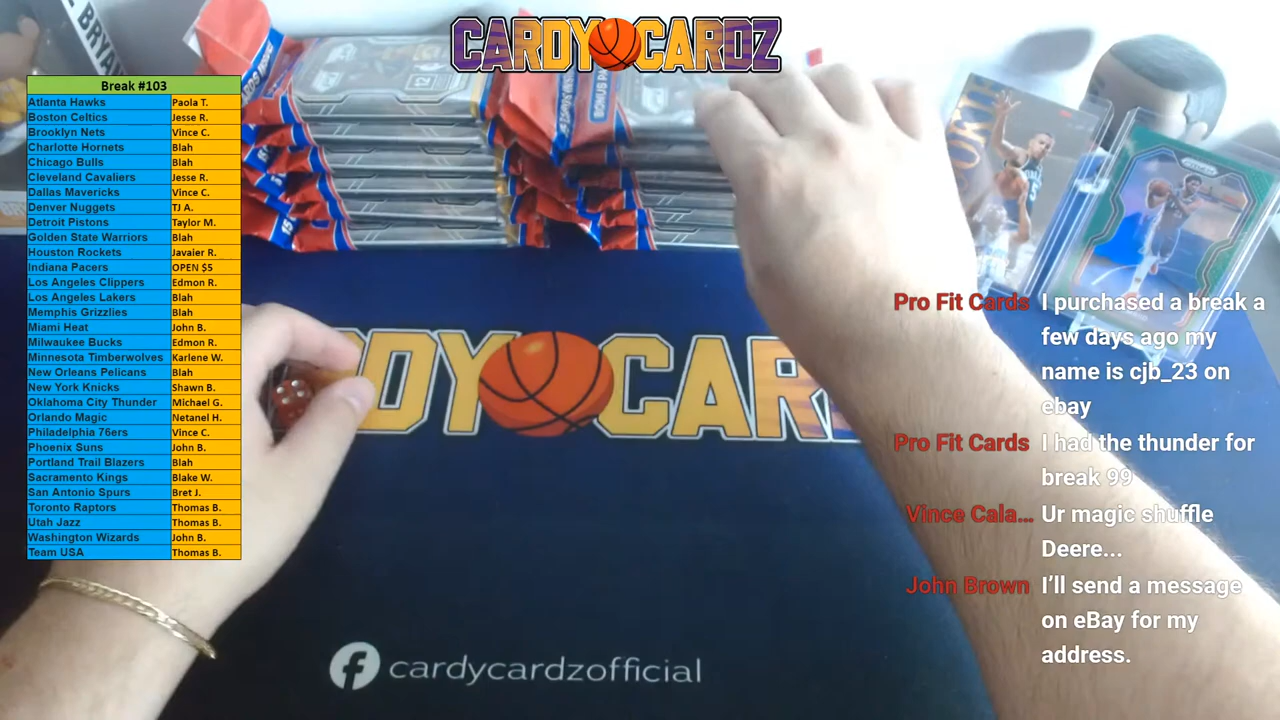 CARDY CARDZ
BRYAN
Break #103
Atlanta Hawks Paola T.
Boston Celtics Jesse R.
Brooklyn Nets Vince C.
Charlotte Hornets Blah
Chicago Bulls Blah
Cleveland Cavaliers Jesse R.
Dallas Mavericks Vince C.
Denver Nuggets TJ A.
Detroit Pistons Taylor M.
Golden State Warriors Blah
Houston Rockets Javaier R.
Indiana Pacers OPEN $5
Los Angeles Clippers Edmon R.
Los Angeles Lakers Blah
Memphis Grizzlies Blah
Miami Heat John B.
Milwaukee Bucks Edmon R.
Minnesota Timberwolves Karlene W.
New Orleans Pelicans Blah
New York Knicks Shawn B.
Oklahoma City Thunder Michael G.
Orlando Magic Netanel H.
Philadelphia 76ers Vince C.
Phoenix Suns John B.
Portland Trail Blazers Blah
Sacramento Kings Blake W.
San Antonio Spurs Bret J.
Toronto Raptors Thomas B.
Utah Jazz Thomas B.
Washington Wizards John B.
Team USA Thomas B.
DY CAR
Pro Fit Cards I purchased a break a
few days ago my
name is cjb_23 on
ebay
Pro Fit Cards I had the thunder for
break 99
Vince Cala... Ur magic shuffle
Deere...
John Brown I'll send a message
on eBay for my
address.
f cardycardzofficial